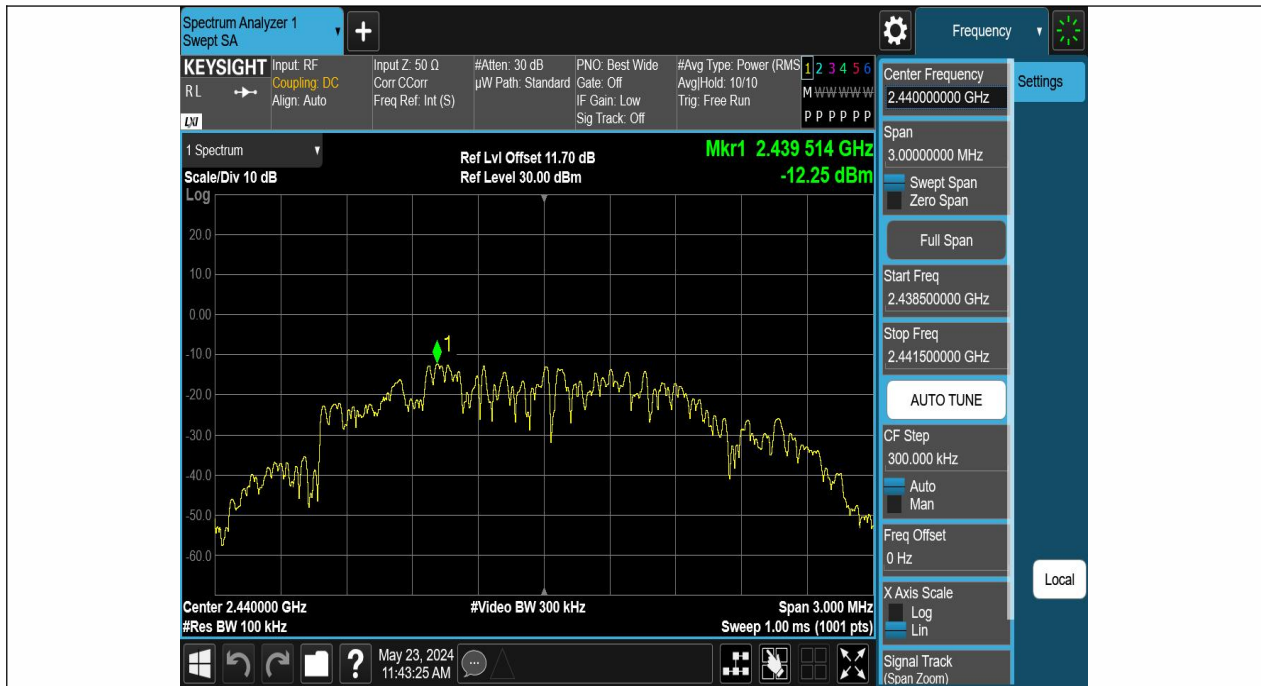 Spectrum Analyzer 1
Swept SA
+
Frequency
KEYSIGHT
R L
LXI
Input: RF
Coupling: DC
Align: Auto
Input Z: 50 Ω
Corr CCorr
Freq Ref: Int (S)
#Atten: 30 dB
µW Path: Standard
PNO: Best Wide
Gate: Off
IF Gain: Low
Sig Track: Off
#Avg Type: Power (RMS
Avg|Hold: 10/10
Trig: Free Run
1 2 3 4 5 6
M W W W W W
P P P P P P
1 Spectrum
Scale/Div 10 dB
Log
Ref Lvl Offset 11.70 dB
Ref Level 30.00 dBm
Mkr1 2.439 514 GHz
-12.25 dBm
20.0
10.0
0.00
-10.0
-20.0
-30.0
-40.0
-50.0
-60.0
1
Center 2.440000 GHz
#Res BW 100 kHz
#Video BW 300 kHz
Span 3.000 MHz
Sweep 1.00 ms (1001 pts)
?
May 23, 2024
11:43:25 AM
Center Frequency
2.440000000 GHz
Settings
Span
3.00000000 MHz
Swept Span
Zero Span
Full Span
Start Freq
2.438500000 GHz
Stop Freq
2.441500000 GHz
AUTO TUNE
CF Step
300.000 kHz
Auto
Man
Freq Offset
0 Hz
Local
X Axis Scale
Log
Lin
Signal Track
(Span Zoom)